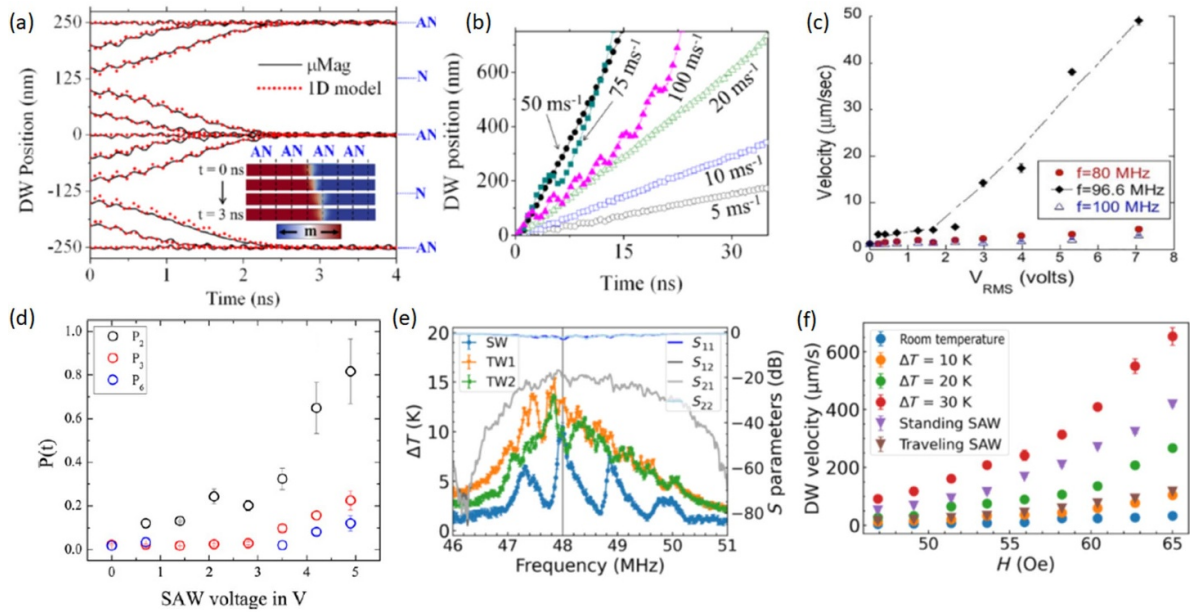 (a)
250
125
0
-125
-250
DW Position (nm)
0
1
2
3
4
Time (ns)
AN
N
AN
N
AN
μMag
1D model
AN AN AN AN
t = 0 ns
t = 3 ns
m
(b)
600
400
200
0
DW position (nm)
0
15
30
Time (ns)
50 ms-1
75 ms-1
100 ms-1
20 ms-1
10 ms-1
5 ms-1
(c)
50
40
30
20
10
0
Velocity (μm/sec)
f=80 MHz
f=96.6 MHz
f=100 MHz
0 1 2 3 4 5 6 7 8
VRMS (volts)
(d)
1.0
0.8
0.6
0.4
0.2
0.0
P(t)
P2
P3
P6
0 1 2 3 4 5
SAW voltage in V
(e)
20
15
10
5
0
ΔT (K)
SW
TW1
TW2
S11
S12
S21
S22
0
-20
-40
-60
-80
S parameters (dB)
46 47 48 49 50 51
Frequency (MHz)
(f)
600
400
200
0
DW velocity (μm/s)
Room temperature
ΔT = 10 K
ΔT = 20 K
ΔT = 30 K
Standing SAW
Traveling SAW
50 55 60 65
H (Oe)